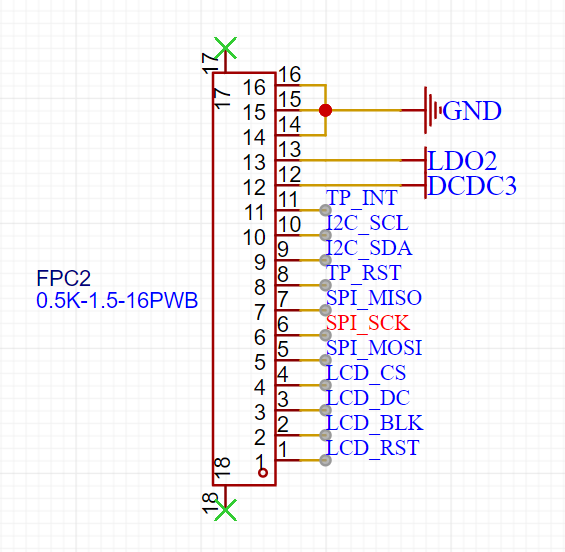 17
17
16 16
15 15 GND
14 14
13 13 LDO2
12 12 DCDC3
11 11 TP_INT
10 10 I2C_SCL
9 9 I2C_SDA
8 8 TP_RST
FPC2
0.5K-1.5-16PWB
7 7 SPI_MISO
6 6 SPI_SCK
5 5 SPI_MOSI
4 4 LCD_CS
3 3 LCD_DC
2 2 LCD_BLK
1 1 LCD_RST
18
18